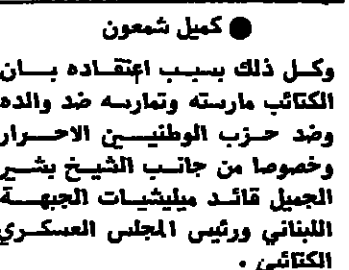 ● كميل شمعون
وكل ذلك بسبب اعتقاده بان
الكتائب مارسته وتمارسه ضد والده
وضد حزب الوطنيين الاحرار
وخصوصا من جانب الشيخ بشير
الجميل قائد ميليشيات الجبهة
اللبناني ورئيس المجلس العسكري
الكتائبي .